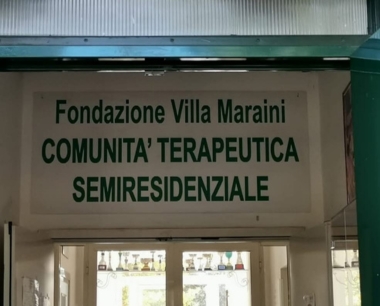 Fondazione Villa Maraini
COMUNITA' TERAPEUTICA
SEMIRESIDENZIALE